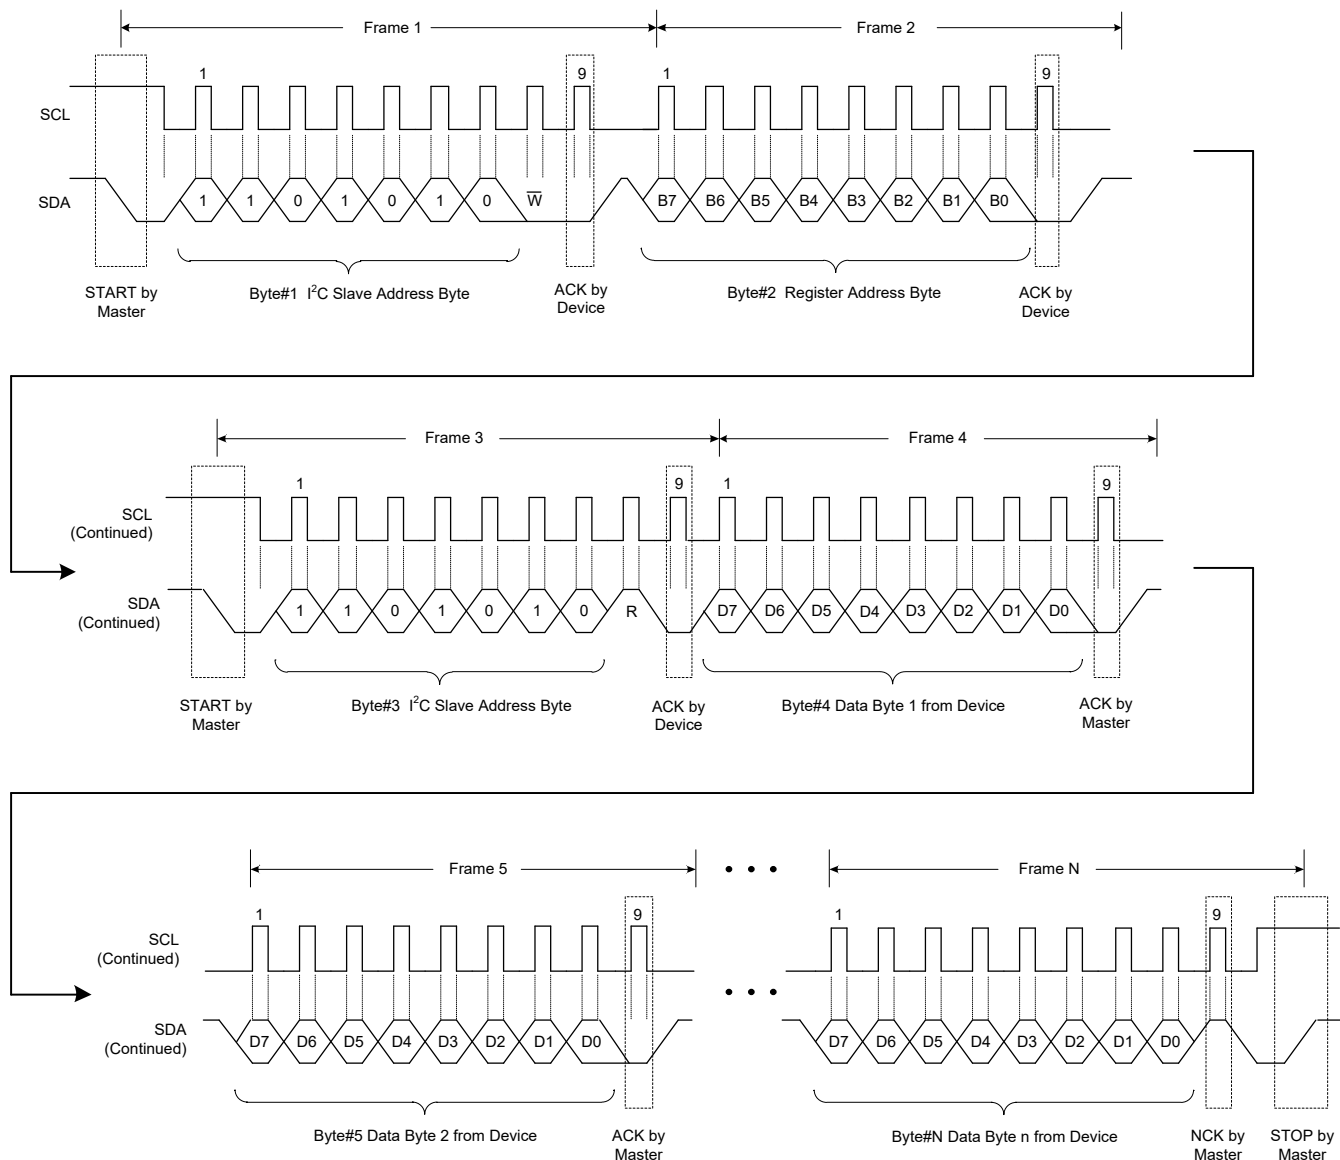 Frame 1 Frame 2
1 9 1 9
SCL
SDA 1 1 0 1 0 1 0 W̅ B7 B6 B5 B4 B3 B2 B1 B0
START by Master
Byte#1 I²C Slave Address Byte
ACK by Device
Byte#2 Register Address Byte
ACK by Device
Frame 3 Frame 4
1 9 1 9
SCL (Continued)
SDA (Continued) 1 1 0 1 0 1 0 R D7 D6 D5 D4 D3 D2 D1 D0
START by Master
Byte#3 I²C Slave Address Byte
ACK by Device
Byte#4 Data Byte 1 from Device
ACK by Master
Frame 5 • • • Frame N
1 9 1 9
SCL (Continued)
• • •
SDA (Continued) D7 D6 D5 D4 D3 D2 D1 D0 D7 D6 D5 D4 D3 D2 D1 D0
Byte#5 Data Byte 2 from Device
ACK by Master
Byte#N Data Byte n from Device
NCK by Master
STOP by Master